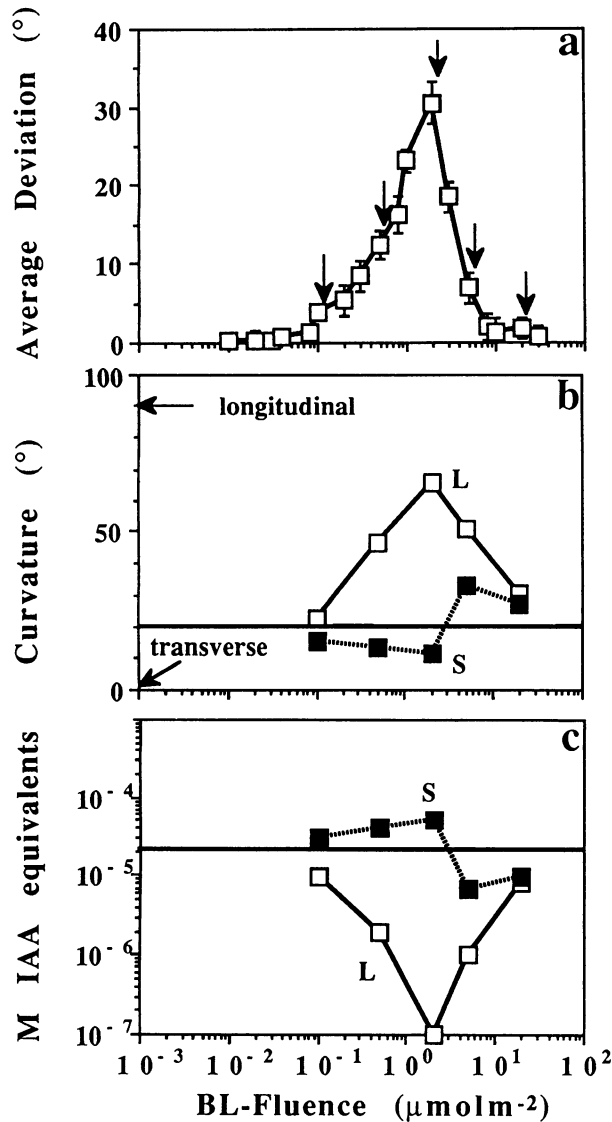 Average Deviation (°)
40
30
20
10
0
a
Curvature (°)
100
50
0
b
longitudinal
L
transverse
S
M IAA equivalents
10-4
10-5
10-6
10-7
c
S
L
10-3 10-2 10-1 100 101 102
BL-Fluence (μmolm-2)